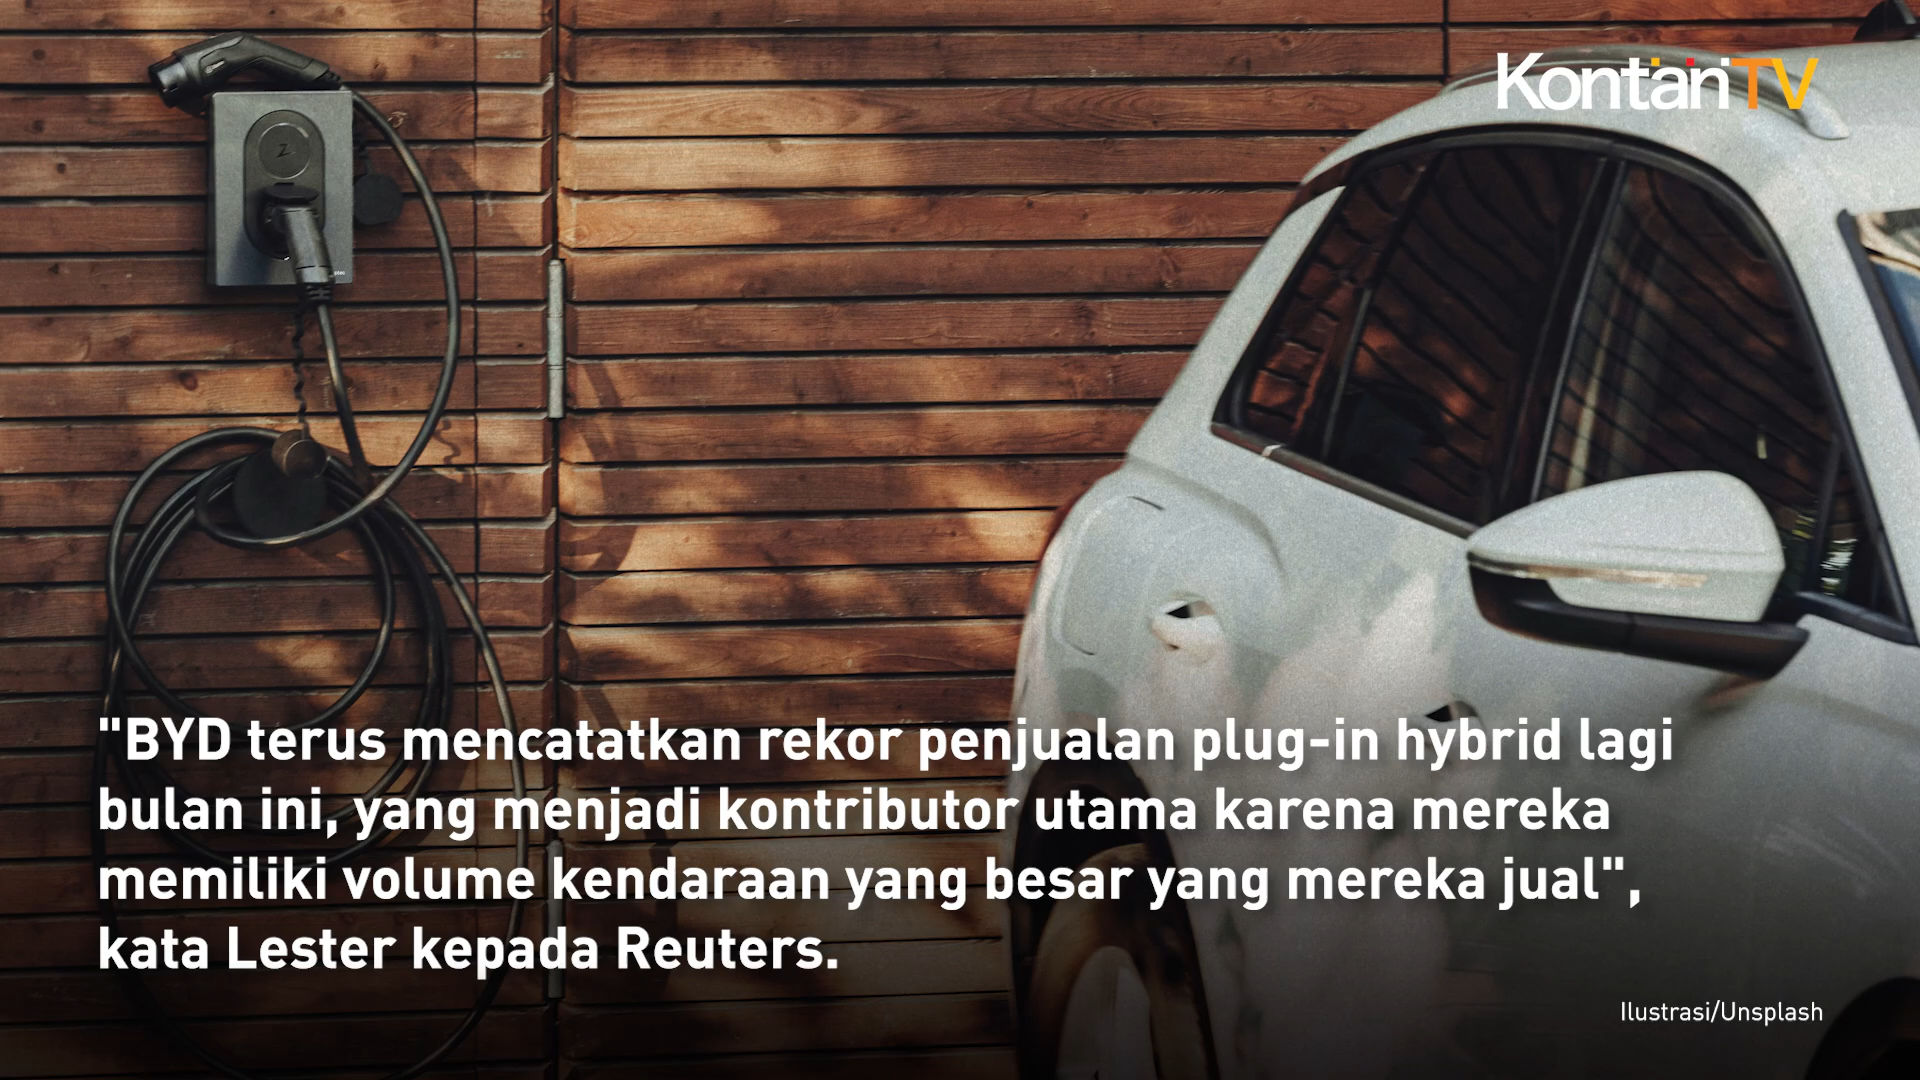 KontanTV
"BYD terus mencatatkan rekor penjualan plug-in hybrid lagi
bulan ini, yang menjadi kontributor utama karena mereka
memiliki volume kendaraan yang besar yang mereka jual",
kata Lester kepada Reuters.
Ilustrasi/Unsplash